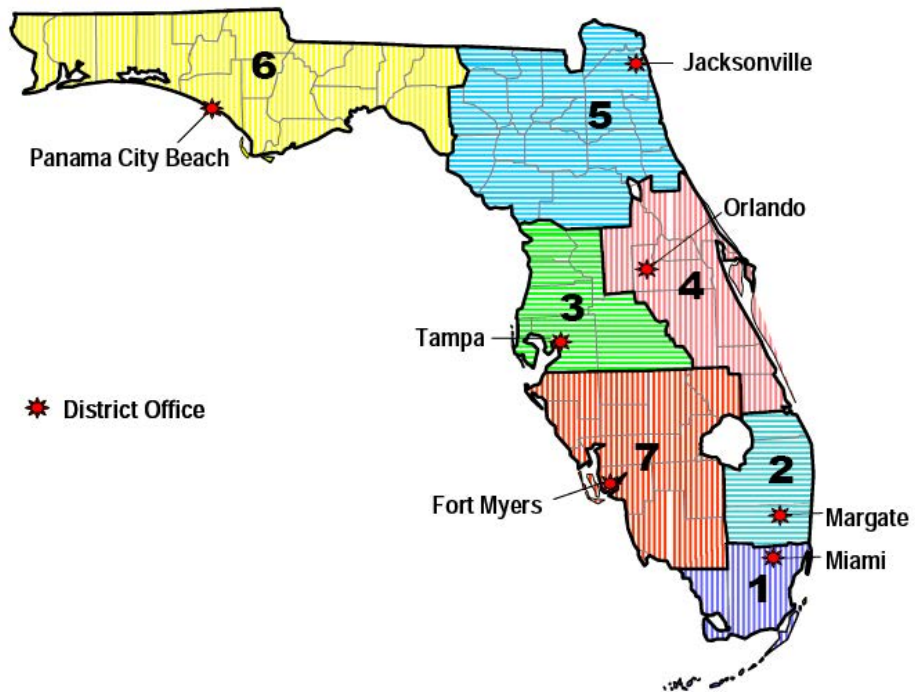 6
Jacksonville
5
Panama City Beach
Orlando
4
3
Tampa
District Office
7
2
Fort Myers
Margate
Miami
1